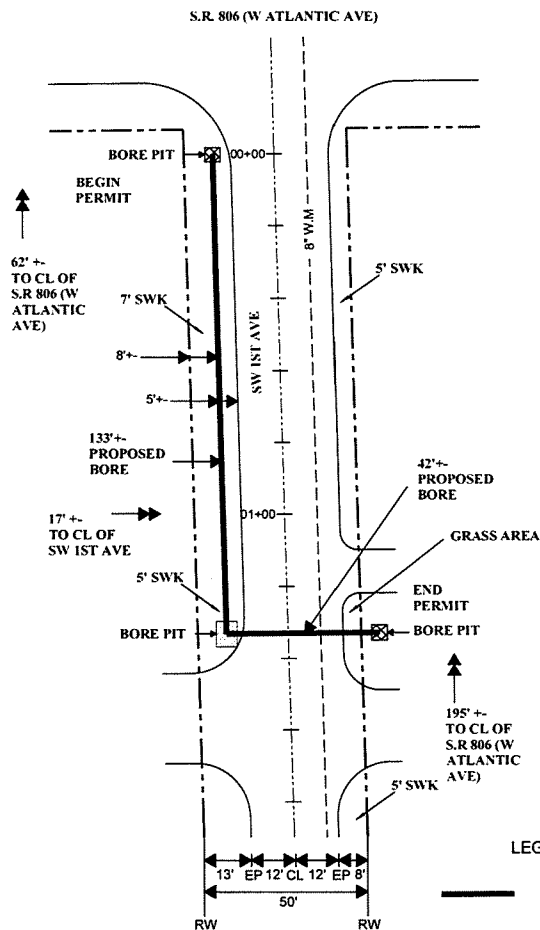 S.R. 806 (W ATLANTIC AVE)
BORE PIT
00+00
BEGIN
PERMIT
8" W.M
62' +-
TO CL OF
S.R 806 (W
ATLANTIC
AVE)
5' SWK
7' SWK
SW 1ST AVE
8'+-
5'+-
133'+-
PROPOSED
BORE
42'+-
PROPOSED
BORE
17' +-
TO CL OF
SW 1ST AVE
01+00
GRASS AREA
5' SWK
END
PERMIT
BORE PIT
BORE PIT
195' +-
TO CL OF
S.R 806 (W
ATLANTIC
AVE)
5' SWK
LEG
13' EP 12' CL 12' EP 8'
50'
RW RW